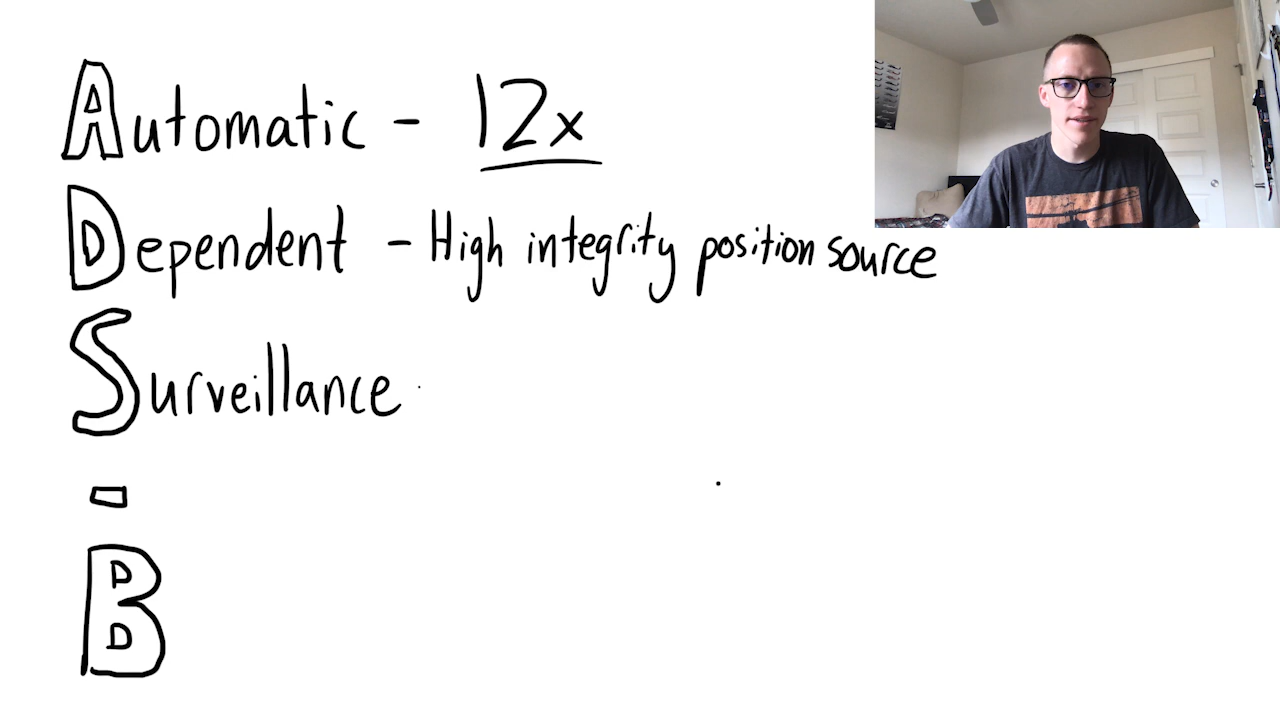 Automatic - 12x
Dependent - High integrity position source
Surveillance
-
B